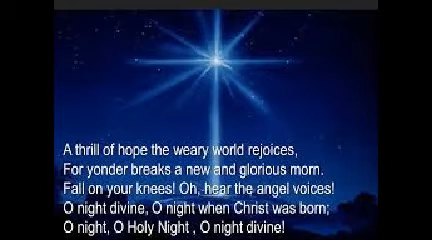 A thrill of hope the weary world rejoices,
For yonder breaks a new and glorious morn.
Fall on your knees! Oh, hear the angel voices!
O night divine, O night when Christ was born;
O night, O Holy Night , O night divine!